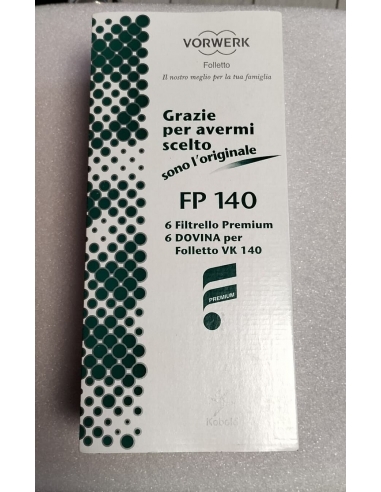 VORWERK
Folletto
Il nostro meglio per la tua famiglia
Grazie
per avermi
scelto
sono l'originale
FP 140
6 Filtrello Premium
6 DOVINA per
Folletto VK 140
PREMIUM
Kobold